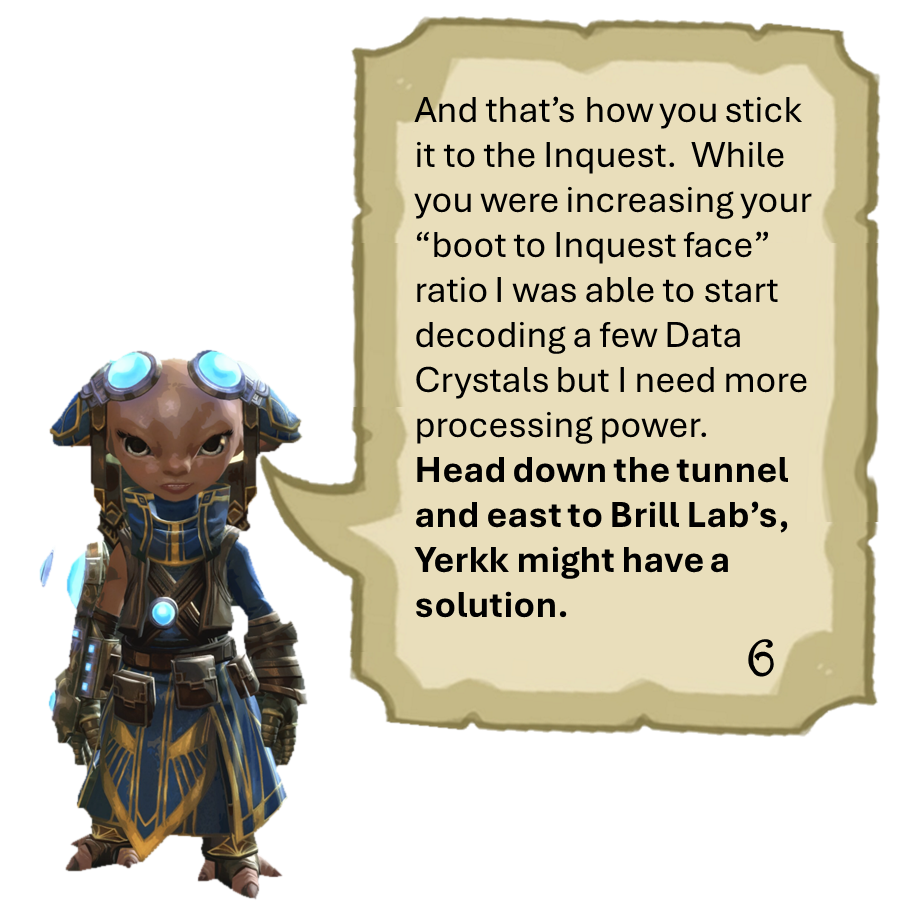 And that’s how you stick
it to the Inquest.  While
you were increasing your
“boot to Inquest face”
ratio I was able to start
decoding a few Data
Crystals but I need more
processing power.
Head down the tunnel
and east to Brill Lab’s,
Yerkk might have a
solution.
6